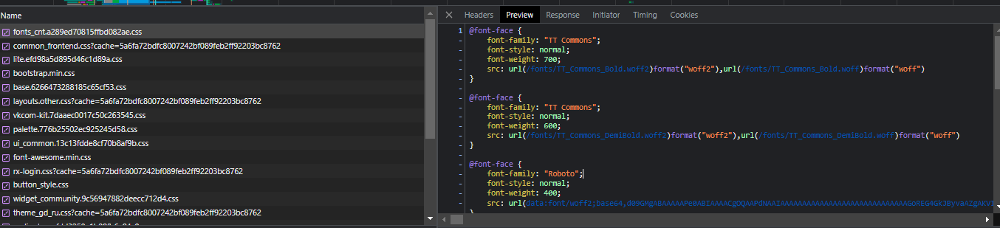 Name
fonts_cnt.a289ed70815ffbd082ae.css
common_frontend.css?cache=5a6fa72bdfc8007242bf089feb2ff92203bc8762
lite.efd98a5d895d46c1d89a.css
bootstrap.min.css
base.6266473288185c65cf53.css
layouts.other.css?cache=5a6fa72bdfc8007242bf089feb2ff92203bc8762
vkcom-kit.7daaec0017c50c263545.css
palette.776b25502ec925245d58.css
ui_common.13c13fdde8cf70b8af9b.css
font-awesome.min.css
rx-login.css?cache=5a6fa72bdfc8007242bf089feb2ff92203bc8762
button_style.css
widget_community.9c56947882deecc712d4.css
theme_gd_ru.css?cache=5a6fa72bdfc8007242bf089feb2ff92203bc8762
Headers Preview Response Initiator Timing Cookies
1 @font-face {
- font-family: "TT Commons";
- font-style: normal;
- font-weight: 700;
- src: url(/fonts/TT_Commons_Bold.woff2)format("woff2"),url(/fonts/TT_Commons_Bold.woff)format("woff")
- }
-
- @font-face {
- font-family: "TT Commons";
- font-style: normal;
- font-weight: 600;
- src: url(/fonts/TT_Commons_DemiBold.woff2)format("woff2"),url(/fonts/TT_Commons_DemiBold.woff)format("woff")
- }
-
- @font-face {
- font-family: "Roboto";
- font-style: normal;
- font-weight: 400;
- src: url(data:font/woff2;base64,